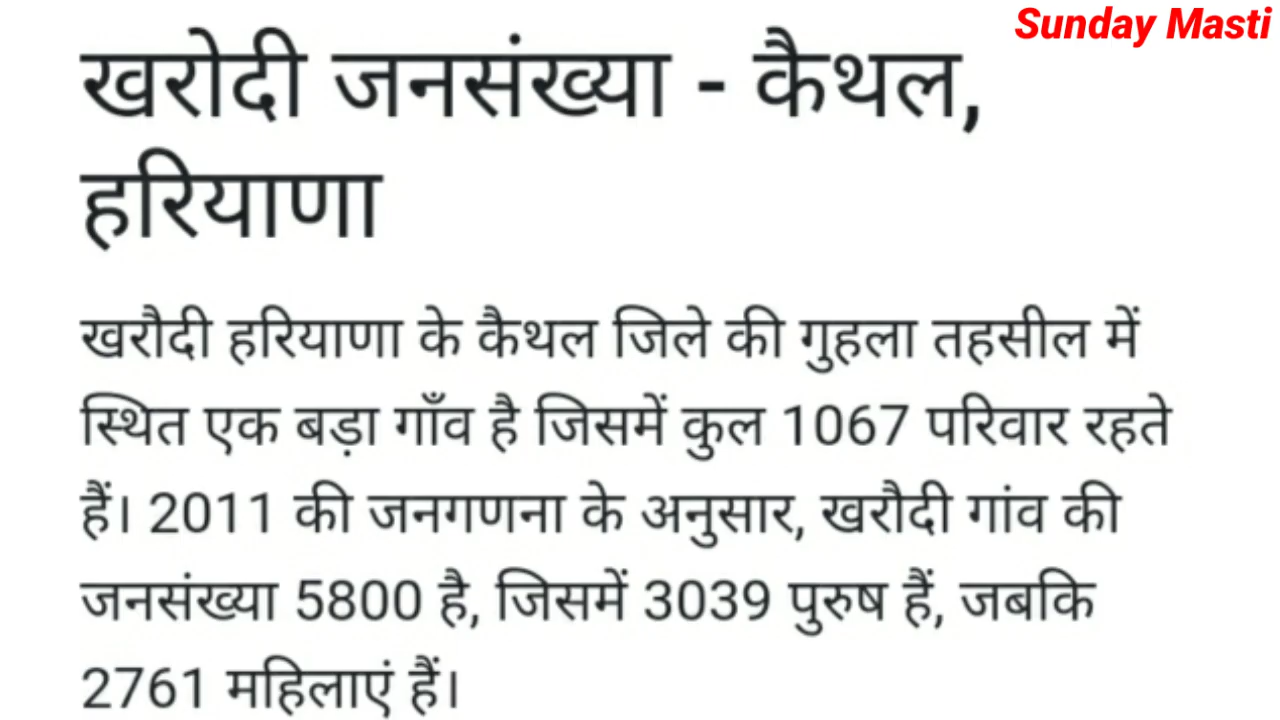 Sunday Masti
खरोदी जनसंख्या - कैथल,
हरियाणा
खरौदी हरियाणा के कैथल जिले की गुहला तहसील में
स्थित एक बड़ा गाँव है जिसमें कुल 1067 परिवार रहते
हैं। 2011 की जनगणना के अनुसार, खरौदी गांव की
जनसंख्या 5800 है, जिसमें 3039 पुरुष हैं, जबकि
2761 महिलाएं हैं।